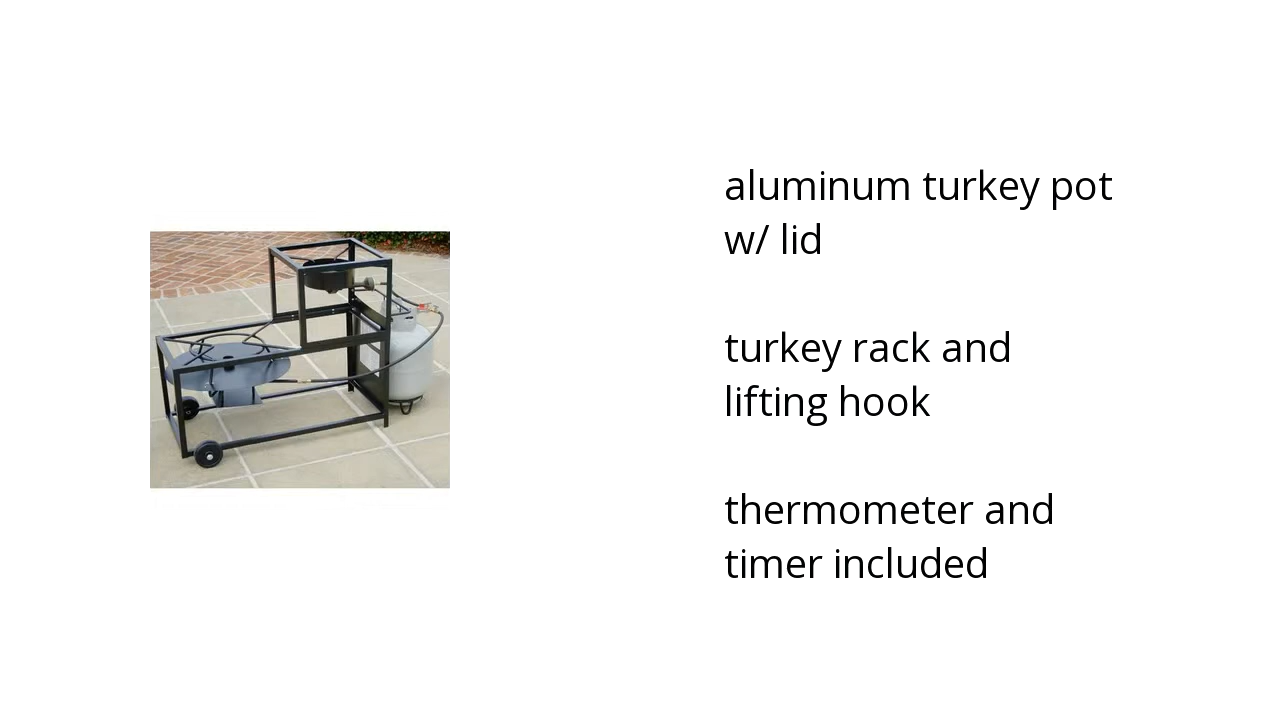 aluminum turkey pot
w/ lid
turkey rack and
lifting hook
thermometer and
timer included